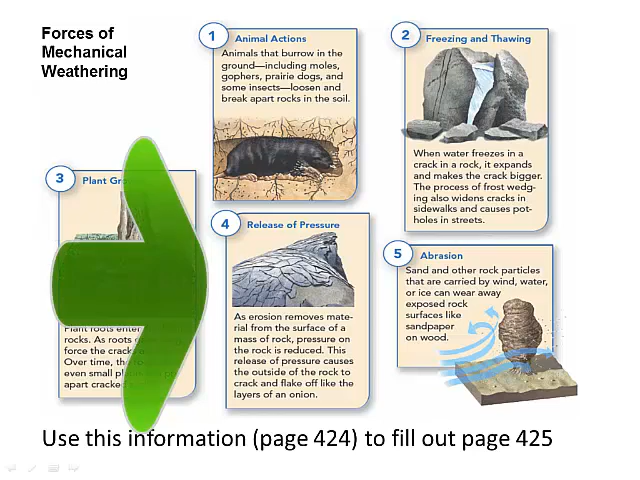 Forces of
Mechanical
Weathering
1 Animal Actions
Animals that burrow in the
ground—including moles,
gophers, prairie dogs, and
some insects—loosen and
break apart rocks in the soil.
2 Freezing and Thawing
When water freezes in a
crack in a rock, it expands
and makes the crack bigger.
The process of frost wedg-
ing also widens cracks in
sidewalks and causes pot-
holes in streets.
3 Plant
Plant roots enter
rocks. As roots
force the cracks
Over time, the
even small
apart cracked
4 Release of Pressure
As erosion removes mate-
rial from the surface of a
mass of rock, pressure on
the rock is reduced. This
release of pressure causes
the outside of the rock to
crack and flake off like the
layers of an onion.
5 Abrasion
Sand and other rock particles
that are carried by wind, water,
or ice can wear away
exposed rock
surfaces like
sandpaper
on wood.
Use this information (page 424) to fill out page 425